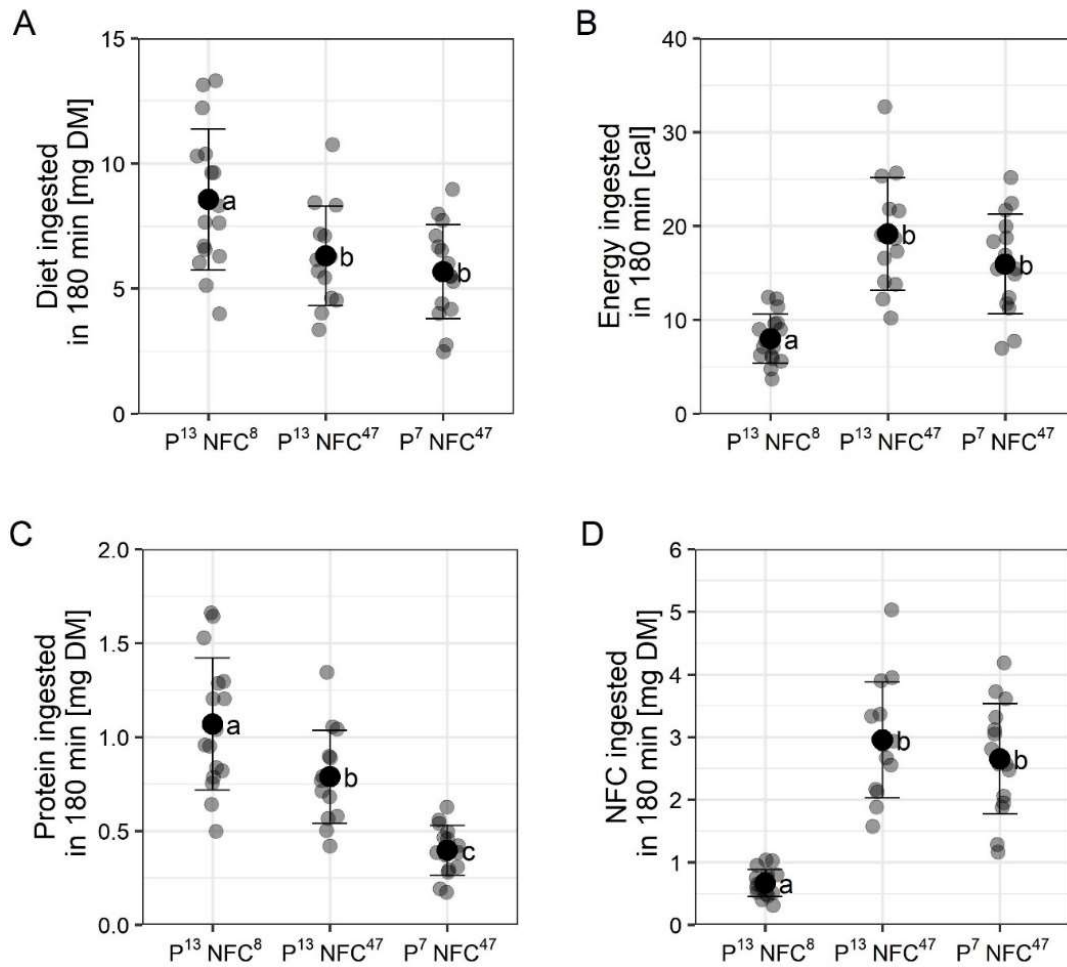 A
Diet ingested
in 180 min [mg DM]
15
10
5
0
a
b
b
P¹³ NFC⁸
P¹³ NFC⁴⁷
P⁷ NFC⁴⁷
B
Energy ingested
in 180 min [cal]
40
30
20
10
0
a
b
b
P¹³ NFC⁸
P¹³ NFC⁴⁷
P⁷ NFC⁴⁷
C
Protein ingested
in 180 min [mg DM]
2.0
1.5
1.0
0.5
0.0
a
b
c
P¹³ NFC⁸
P¹³ NFC⁴⁷
P⁷ NFC⁴⁷
D
NFC ingested
in 180 min [mg DM]
6
5
4
3
2
1
0
a
b
b
P¹³ NFC⁸
P¹³ NFC⁴⁷
P⁷ NFC⁴⁷